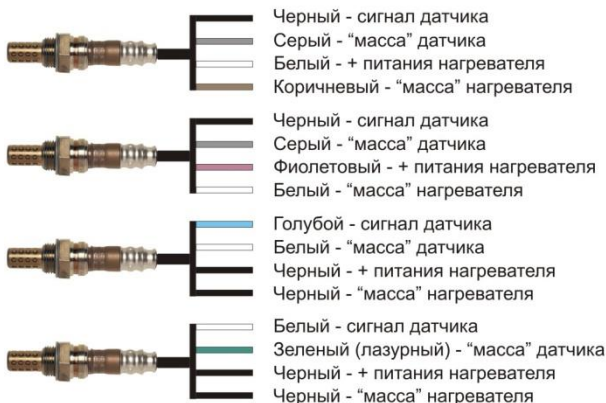 Черный - сигнал датчика
Серый - “масса” датчика
Белый - + питания нагревателя
Коричневый - “масса” нагревателя
Черный - сигнал датчика
Серый - “масса” датчика
Фиолетовый - + питания нагревателя
Белый - “масса” нагревателя
Голубой - сигнал датчика
Белый - “масса” датчика
Черный - + питания нагревателя
Черный - “масса” нагревателя
Белый - сигнал датчика
Зеленый (лазурный) - “масса” датчика
Черный - + питания нагревателя
Черный - “масса” нагревателя